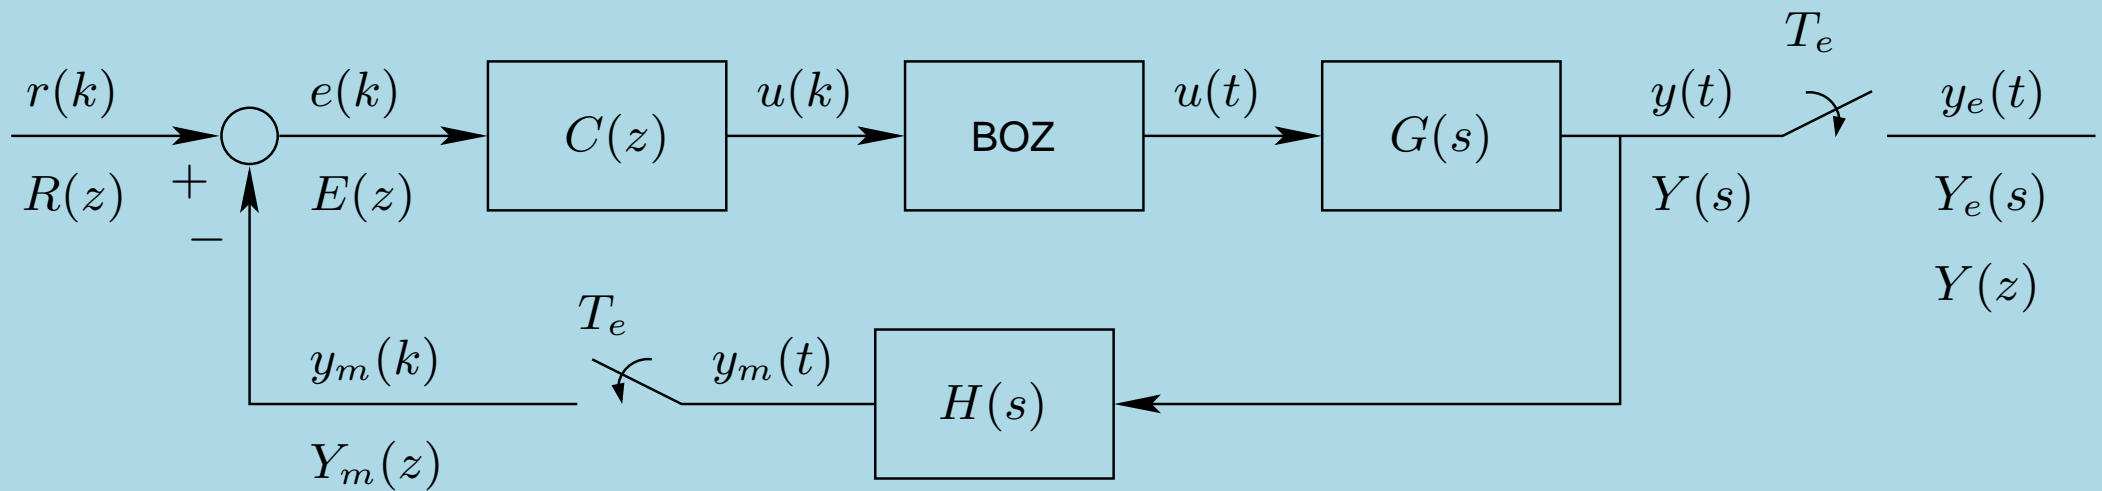 T_e
r(k) e(k) C(z) u(k) BOZ u(t) G(s) y(t) y_e(t)
R(z) + E(z) Y(s) Y_e(s)
−
Y(z)
T_e
y_m(k) y_m(t) H(s)
Y_m(z)